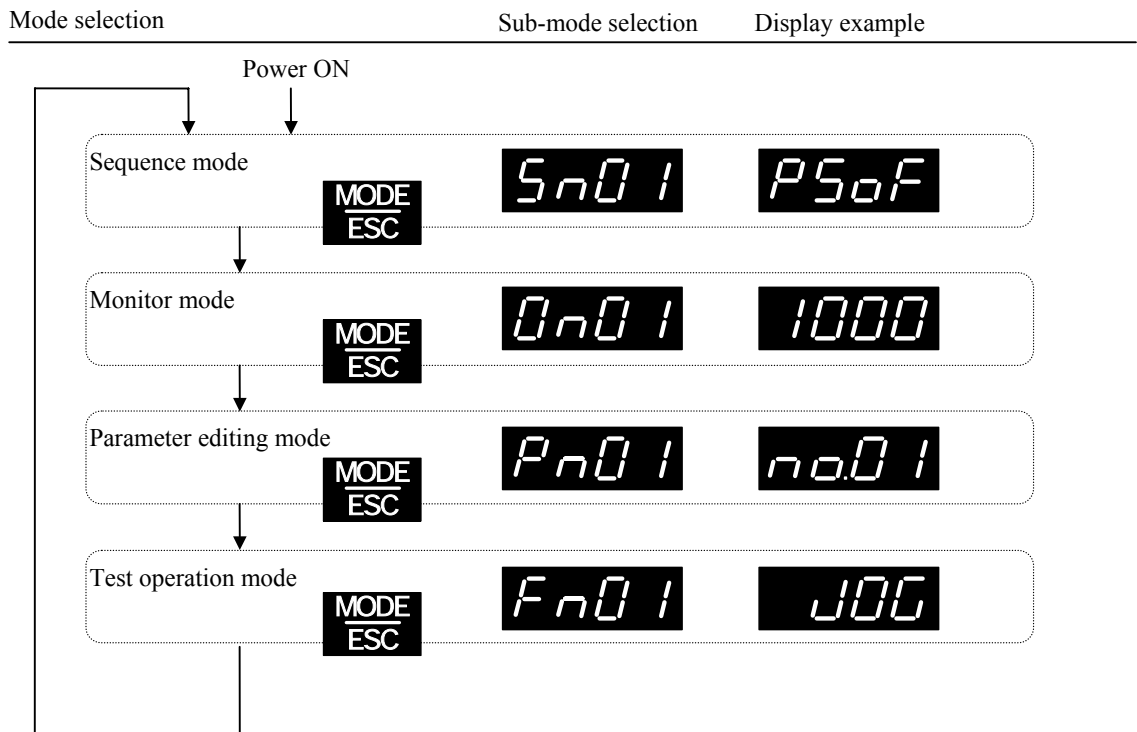 Mode selection Sub-mode selection Display example
Power ON
Sequence mode
MODE
ESC
Sn01 PSoF
Monitor mode
MODE
ESC
On01 1000
Parameter editing mode
MODE
ESC
Pn01 no.01
Test operation mode
MODE
ESC
Fn01 JOG